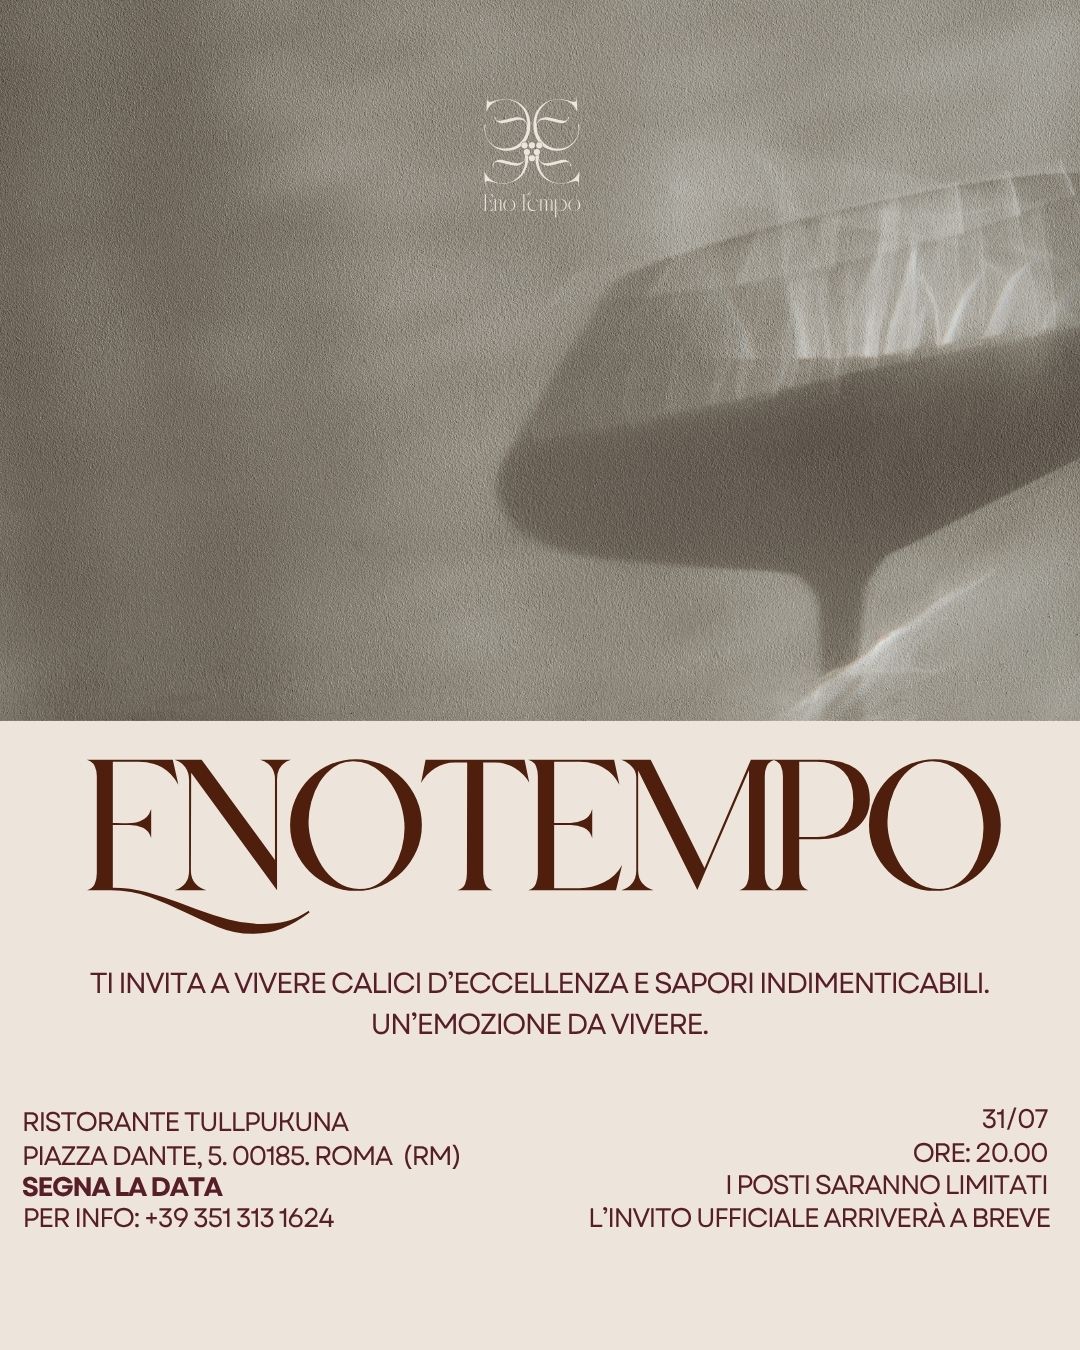 Eno Tempo
ENOTEMPO
TI INVITA A VIVERE CALICI D'ECCELLENZA E SAPORI INDIMENTICABILI.
UN'EMOZIONE DA VIVERE.
RISTORANTE TULLPUKUNA
PIAZZA DANTE, 5. 00185. ROMA (RM)
SEGNA LA DATA
PER INFO: +39 351 313 1624
31/07
ORE: 20.00
I POSTI SARANNO LIMITATI
L'INVITO UFFICIALE ARRIVERÀ A BREVE